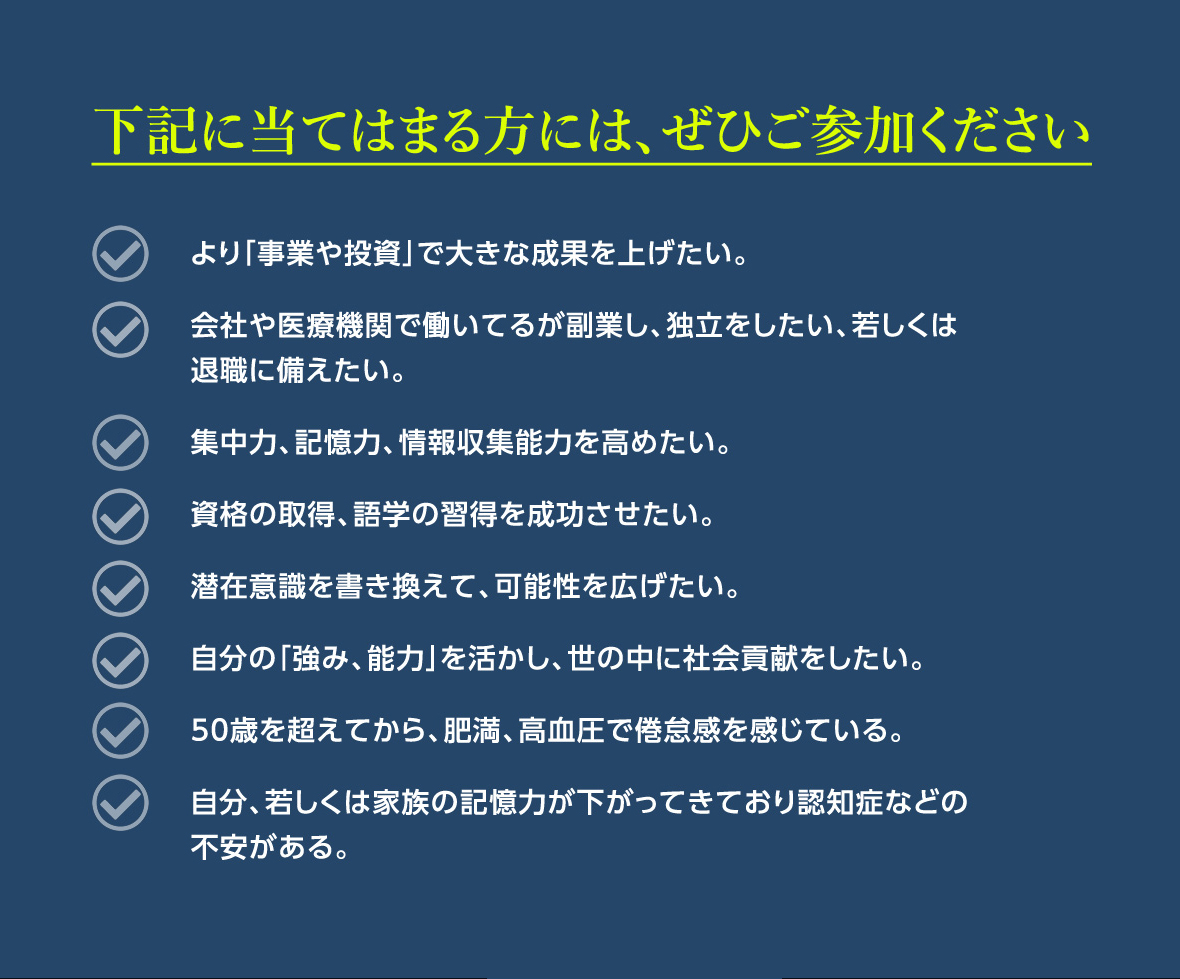 下記に当てはまる方には、ぜひご参加ください
より「事業や投資」で大きな成果を上げたい。
会社や医療機関で働いてるが副業し、独立をしたい、若しくは
退職に備えたい。
集中力、記憶力、情報収集能力を高めたい。
資格の取得、語学の習得を成功させたい。
潜在意識を書き換えて、可能性を広げたい。
自分の「強み、能力」を活かし、世の中に社会貢献をしたい。
50歳を超えてから、肥満、高血圧で倦怠感を感じている。
自分、若しくは家族の記憶力が下がってきており認知症などの
不安がある。